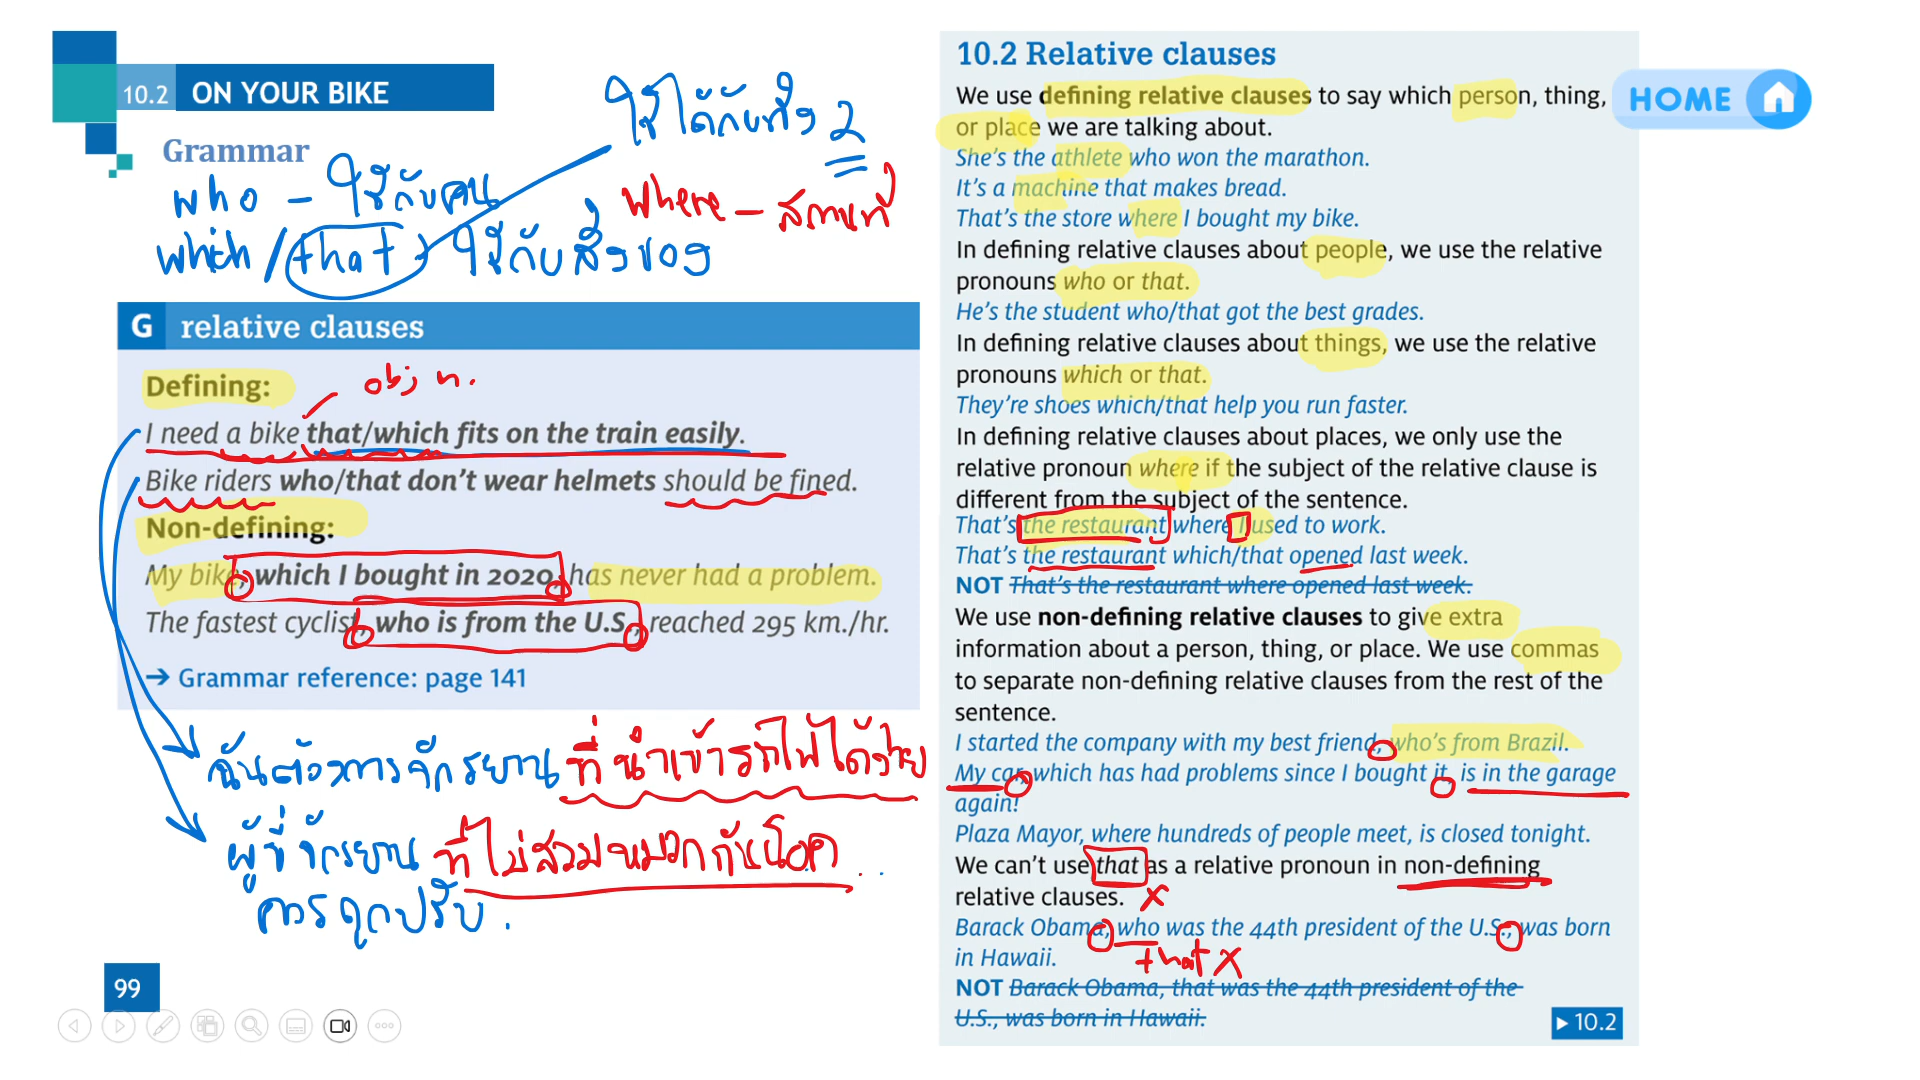 10.2 ON YOUR BIKE
Grammar
ใช้ได้กับทั้ง 2
who – ใช้กับคน
where – สถานที่
which / that → ใช้กับสิ่งของ
G relative clauses
Defining:
obj n.
I need a bike that/which fits on the train easily.
Bike riders who/that don't wear helmets should be fined.
Non-defining:
My bike, which I bought in 2020, has never had a problem.
The fastest cyclist, who is from the U.S., reached 295 km./hr.
→ Grammar reference: page 141
ฉันต้องการจักรยาน ที่นำเข้ารถไฟได้ง่าย
ผู้ขี่จักรยาน ที่ไม่สวมหมวกกันน็อค
ควรถูกปรับ.
99
10.2 Relative clauses
We use defining relative clauses to say which person, thing,
or place we are talking about.
She's the athlete who won the marathon.
It's a machine that makes bread.
That's the store where I bought my bike.
In defining relative clauses about people, we use the relative
pronouns who or that.
He's the student who/that got the best grades.
In defining relative clauses about things, we use the relative
pronouns which or that.
They're shoes which/that help you run faster.
In defining relative clauses about places, we only use the
relative pronoun where if the subject of the relative clause is
different from the subject of the sentence.
That's the restaurant where I used to work.
That's the restaurant which/that opened last week.
NOT That's the restaurant where opened last week.
We use non-defining relative clauses to give extra
information about a person, thing, or place. We use commas
to separate non-defining relative clauses from the rest of the
sentence.
I started the company with my best friend, who's from Brazil.
My car, which has had problems since I bought it, is in the garage
again!
Plaza Mayor, where hundreds of people meet, is closed tonight.
We can't use that as a relative pronoun in non-defining
relative clauses. X
Barack Obama, who was the 44th president of the U.S., was born
in Hawaii.
that X
NOT Barack Obama, that was the 44th president of the
U.S., was born in Hawaii.
10.2
HOME